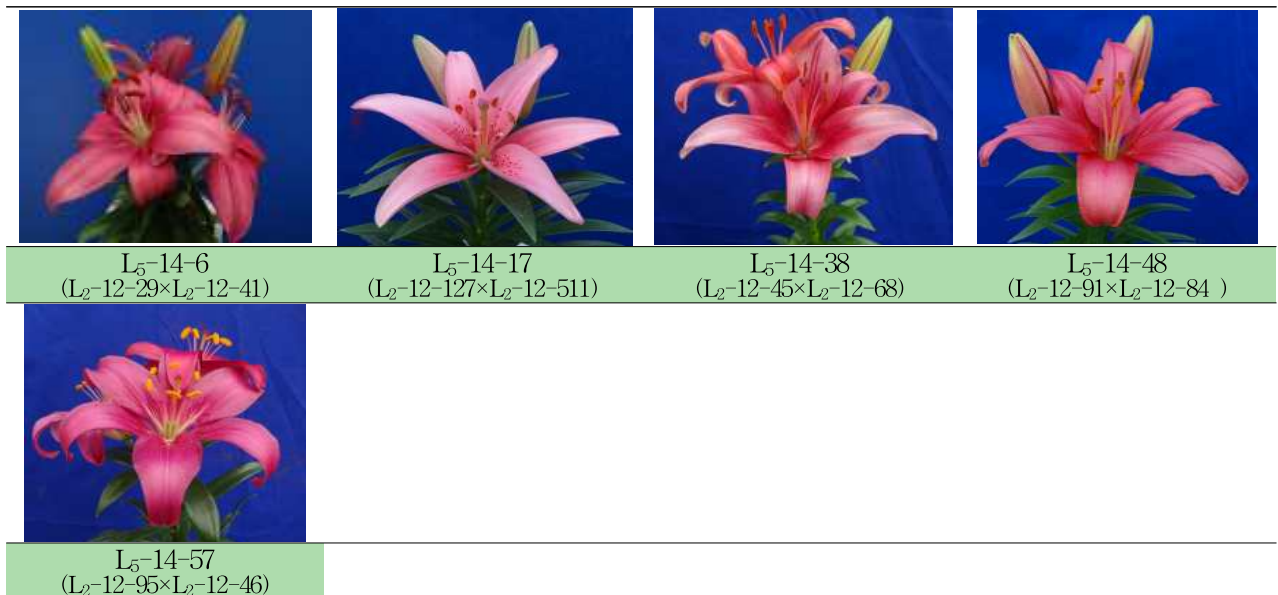 L₅-14-6
(L₂-12-29×L₂-12-41)
L₅-14-17
(L₂-12-127×L₂-12-511)
L₅-14-38
(L₂-12-45×L₂-12-68)
L₅-14-48
(L₂-12-91×L₂-12-84 )
L₅-14-57
(L₂-12-95×L₂-12-46)